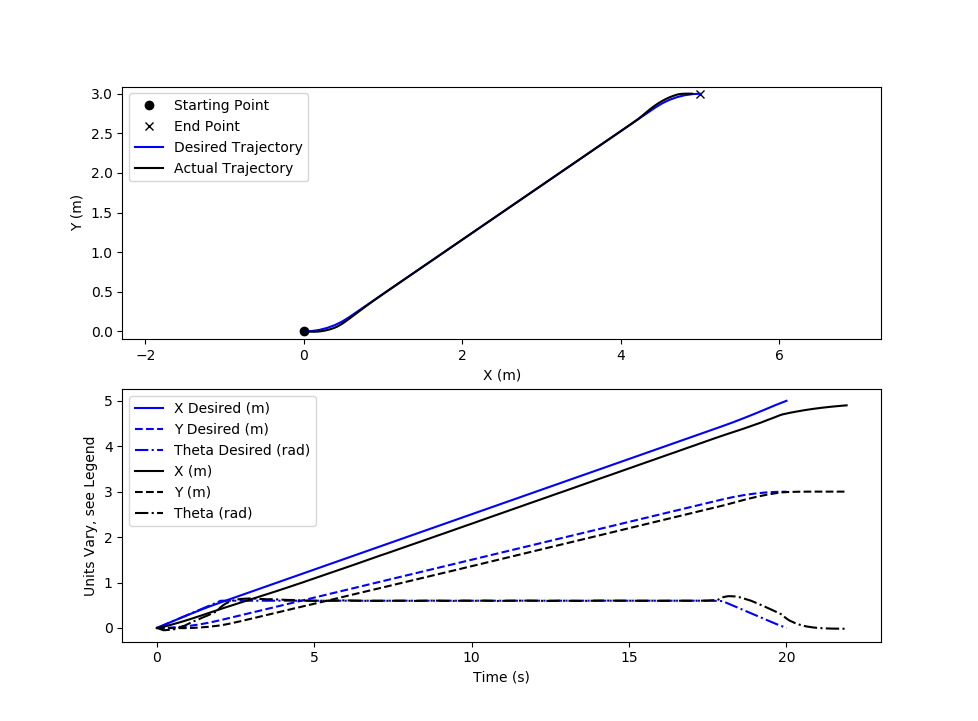 3.0
2.5
2.0
1.5
1.0
0.5
0.0
Y (m)
Starting Point
End Point
Desired Trajectory
Actual Trajectory
−2
0
2
4
6
X (m)
5
4
3
2
1
0
Units Vary, see Legend
X Desired (m)
Y Desired (m)
Theta Desired (rad)
X (m)
Y (m)
Theta (rad)
0
5
10
15
20
Time (s)